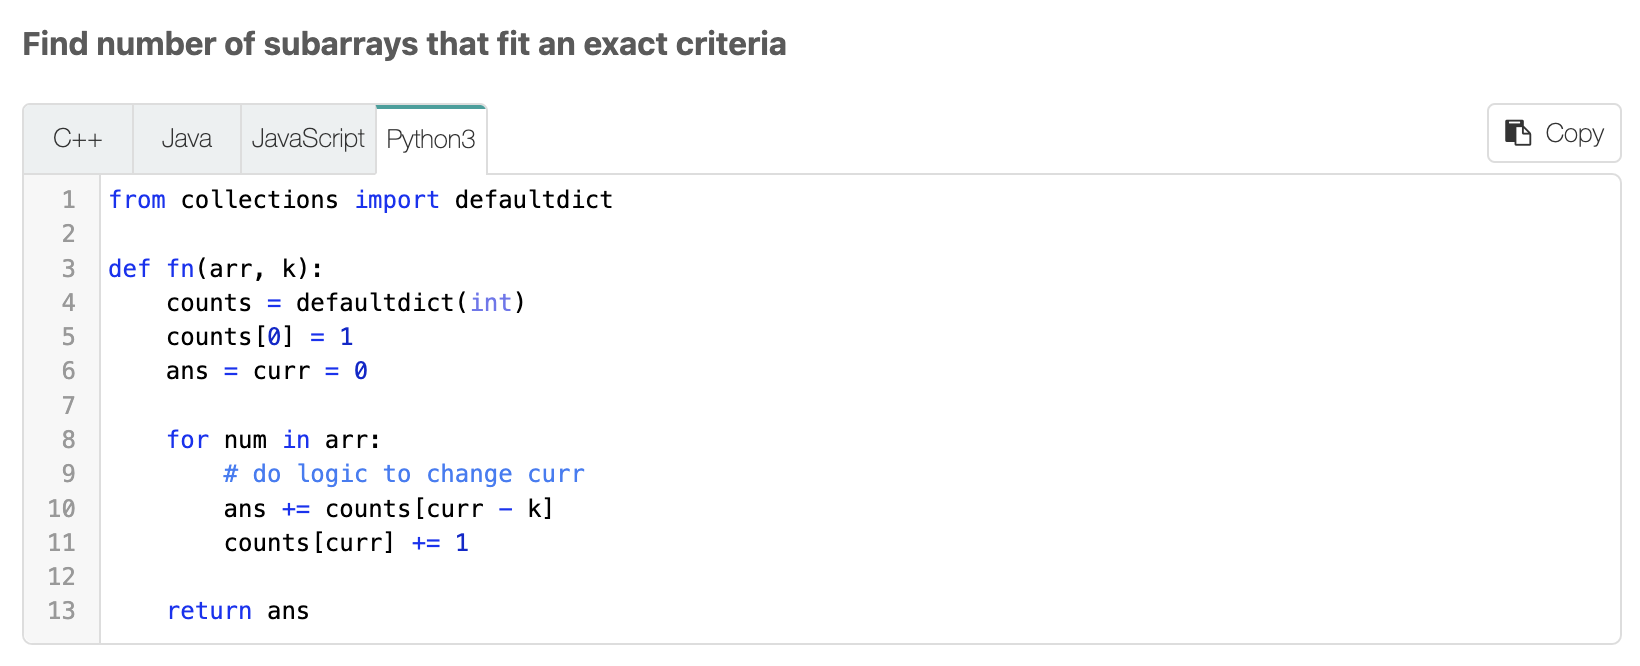 Find number of subarrays that fit an exact criteria
C++ Java JavaScript Python3 Copy
1 from collections import defaultdict
2
3 def fn(arr, k):
4     counts = defaultdict(int)
5     counts[0] = 1
6     ans = curr = 0
7
8     for num in arr:
9         # do logic to change curr
10         ans += counts[curr - k]
11         counts[curr] += 1
12
13     return ans